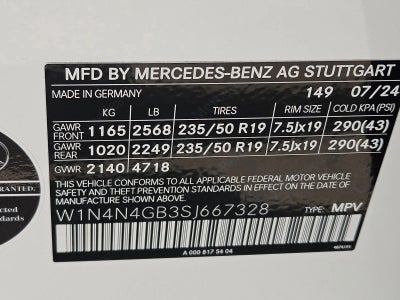 MFD BY MERCEDES-BENZ AG STUTTGART
MADE IN GERMANY 149 07/24
KG LB TIRES RIM SIZE COLD KPA (PSI)
GAWR FRONT 1165 2568 235/50 R19 7.5Jx19 290(43)
GAWR REAR 1020 2249 235/50 R19 7.5Jx19 290(43)
GVWR 2140 4718
THIS VEHICLE CONFORMS TO ALL APPLICABLE FEDERAL MOTOR VEHICLE
SAFETY AND THEFT PREVENTION STANDARDS IN EFFECT ON THE DATE
OF MANUFACTURE SHOWN ABOVE.
W1N4N4GB3SJ667328 TYPE: MPV
A 000 817 54 04